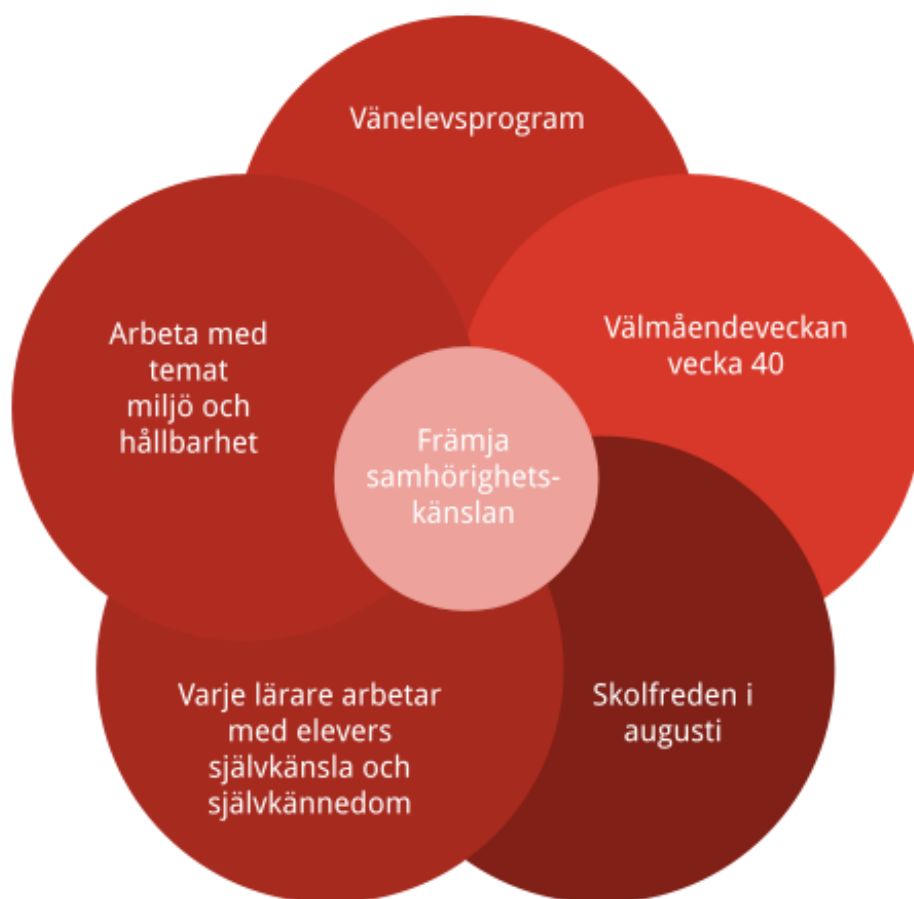 Vänelevsprogram
Välmåendeveckan
vecka 40
Arbeta med
temat
miljö och
hållbarhet
Främja
samhörighets-
känslan
Varje lärare arbetar
med elevers
självkänsla och
självkännedom
Skolfreden i
augusti